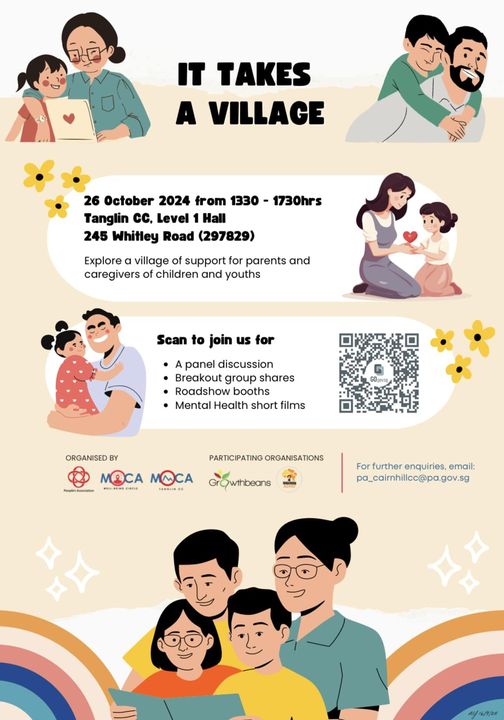 IT TAKES
A VILLAGE
26 October 2024 from 1330 - 1730hrs
Tanglin CC, Level 1 Hall
245 Whitley Road (297829)
Explore a village of support for parents and
caregivers of children and youths
Scan to join us for
• A panel discussion
• Breakout group shares
• Roadshow booths
• Mental Health short films
GO.gov.sg
ORGANISED BY
People's Association
MOCA
WELL-BEING CIRCLE
MOCA
TANGLIN CC
PARTICIPATING ORGANISATIONS
Growthbeans
For further enquiries, email:
pa_cairnhillcc@pa.gov.sg